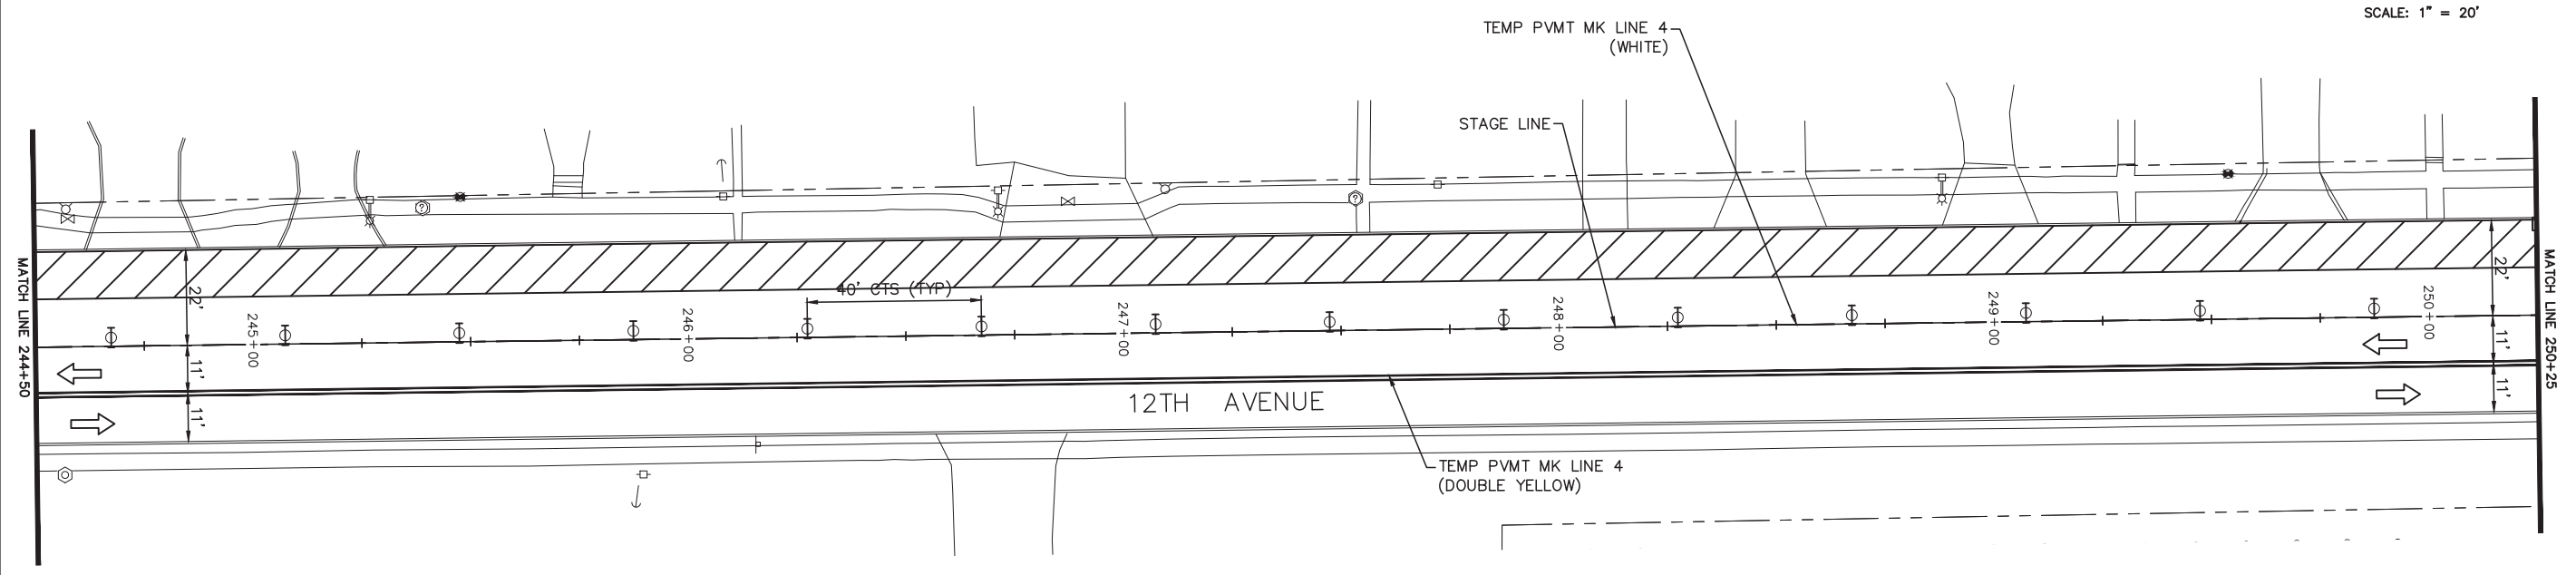 SCALE: 1" = 20'
TEMP PVMT MK LINE 4
(WHITE)
STAGE LINE
?
?
MATCH LINE 244+50
22'
11'
11'
245+00
246+00
40' CTS (TYP)
247+00
248+00
249+00
250+00
22'
11'
11'
MATCH LINE 250+25
12TH AVENUE
TEMP PVMT MK LINE 4
(DOUBLE YELLOW)